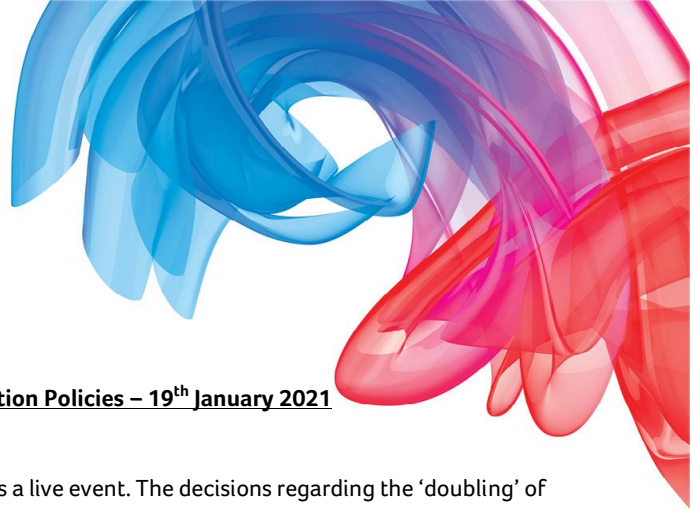 tion Policies – 19th January 2021
s a live event. The decisions regarding the ‘doubling’ of